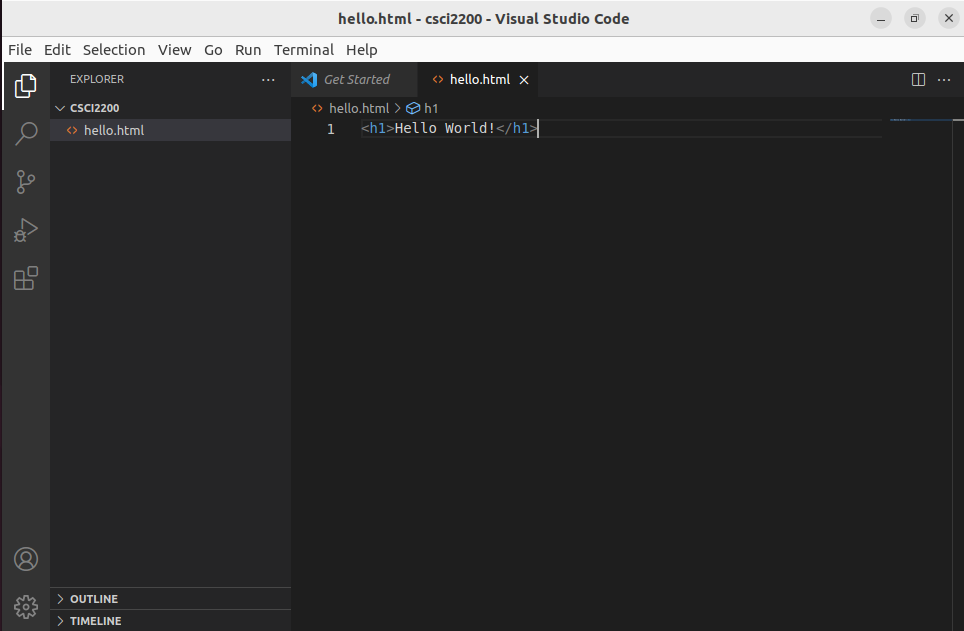 hello.html - csci2200 - Visual Studio Code
File Edit Selection View Go Run Terminal Help
EXPLORER
CSCI2200
hello.html
OUTLINE
TIMELINE
Get Started
hello.html
hello.html > h1
1 <h1>Hello World!</h1>